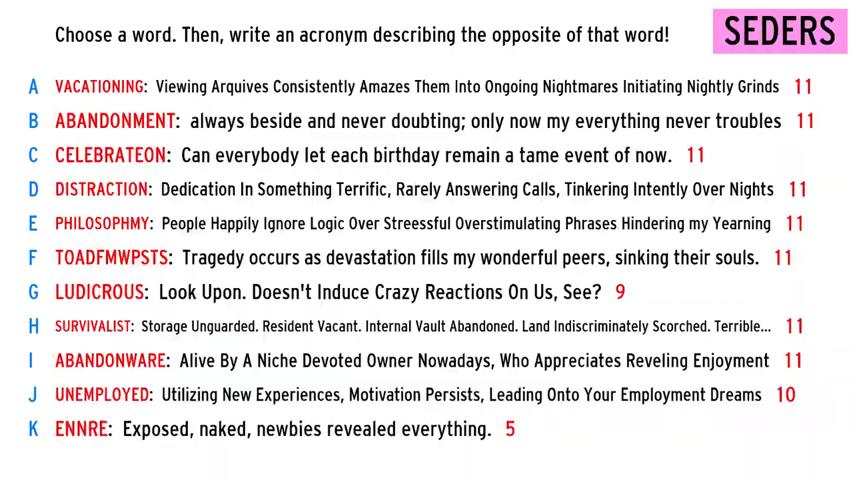 Choose a word. Then, write an acronym describing the opposite of that word!
SEDERS
A VACATIONING: Viewing Arquives Consistently Amazes Them Into Ongoing Nightmares Initiating Nightly Grinds 11
B ABANDONMENT: always beside and never doubting; only now my everything never troubles 11
C CELEBRATEON: Can everybody let each birthday remain a tame event of now. 11
D DISTRACTION: Dedication In Something Terrific, Rarely Answering Calls, Tinkering Intently Over Nights 11
E PHILOSOPHMY: People Happily Ignore Logic Over Streessful Overstimulating Phrases Hindering my Yearning 11
F TOADFMWPSTS: Tragedy occurs as devastation fills my wonderful peers, sinking their souls. 11
G LUDICROUS: Look Upon. Doesn't Induce Crazy Reactions On Us, See? 9
H SURVIVALIST: Storage Unguarded. Resident Vacant. Internal Vault Abandoned. Land Indiscriminately Scorched. Terrible... 11
I ABANDONWARE: Alive By A Niche Devoted Owner Nowadays, Who Appreciates Reveling Enjoyment 11
J UNEMPLOYED: Utilizing New Experiences, Motivation Persists, Leading Onto Your Employment Dreams 10
K ENNRE: Exposed, naked, newbies revealed everything. 5